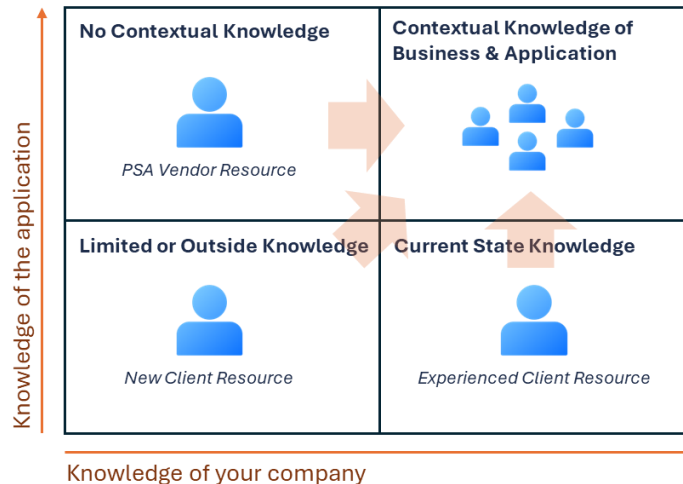 No Contextual Knowledge
PSA Vendor Resource
Contextual Knowledge of
Business & Application
Limited or Outside Knowledge
New Client Resource
Current State Knowledge
Experienced Client Resource
Knowledge of the application
Knowledge of your company